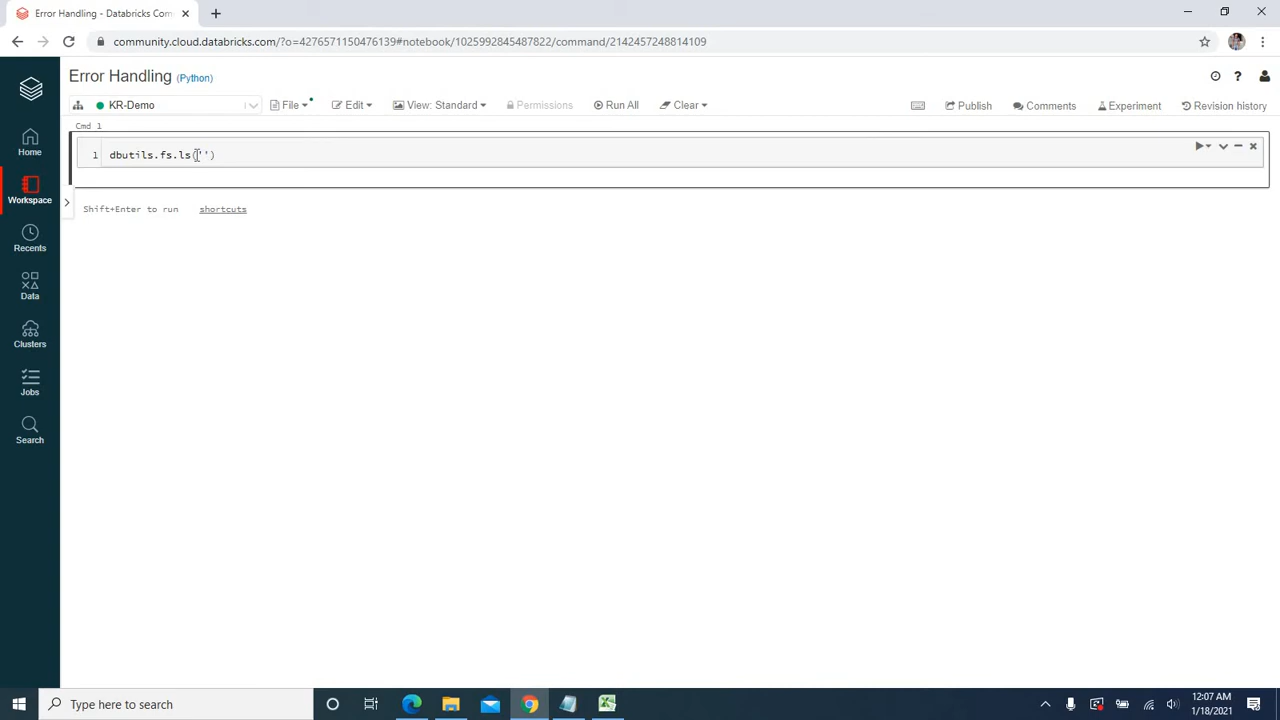 Error Handling - Databricks Com
community.cloud.databricks.com/?o=4276571150476139#notebook/1025992845487822/command/2142457248814109
Error Handling (Python)
KR-Demo
File
Edit
View: Standard
Permissions
Run All
Clear
Publish
Comments
Experiment
Revision history
Cmd 1
1
dbutils.fs.ls('')
Shift+Enter to run
shortcuts
Home
Workspace
Recents
Data
Clusters
Jobs
Search
Type here to search
12:07 AM
1/18/2021